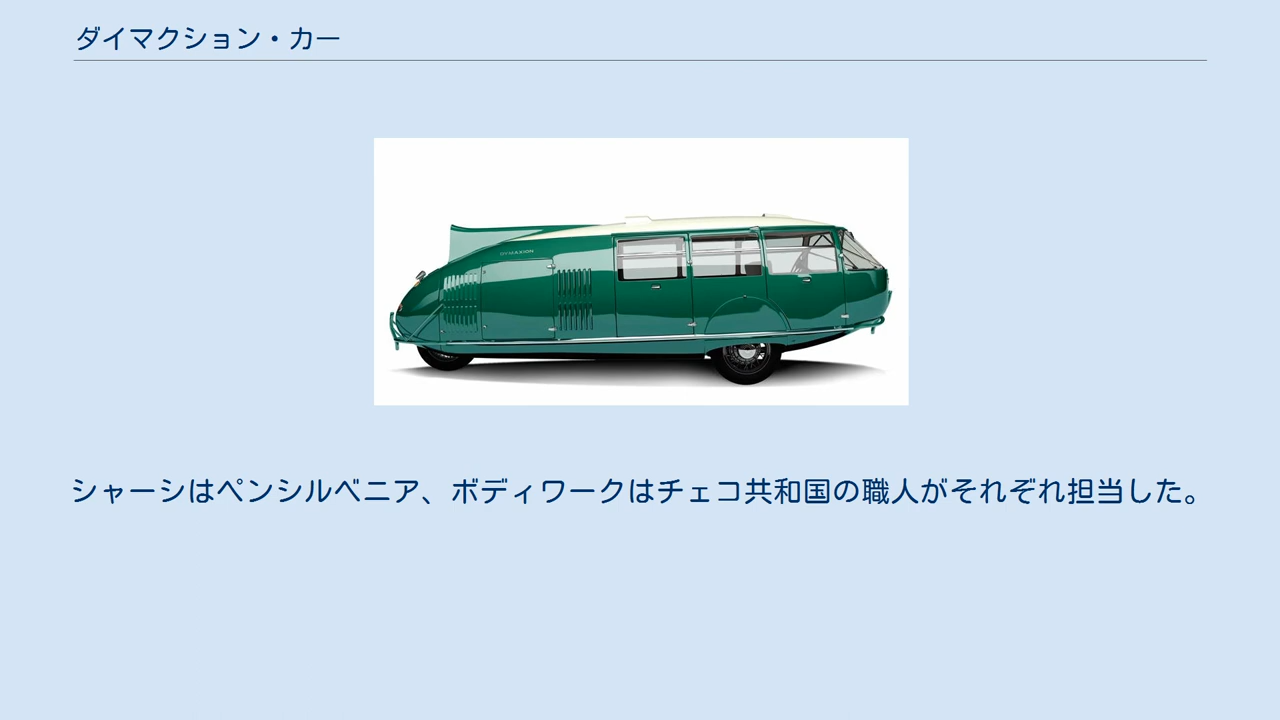 ダイマクション・カー
DYMAXION
シャーシはペンシルベニア、ボディワークはチェコ共和国の職人がそれぞれ担当した。